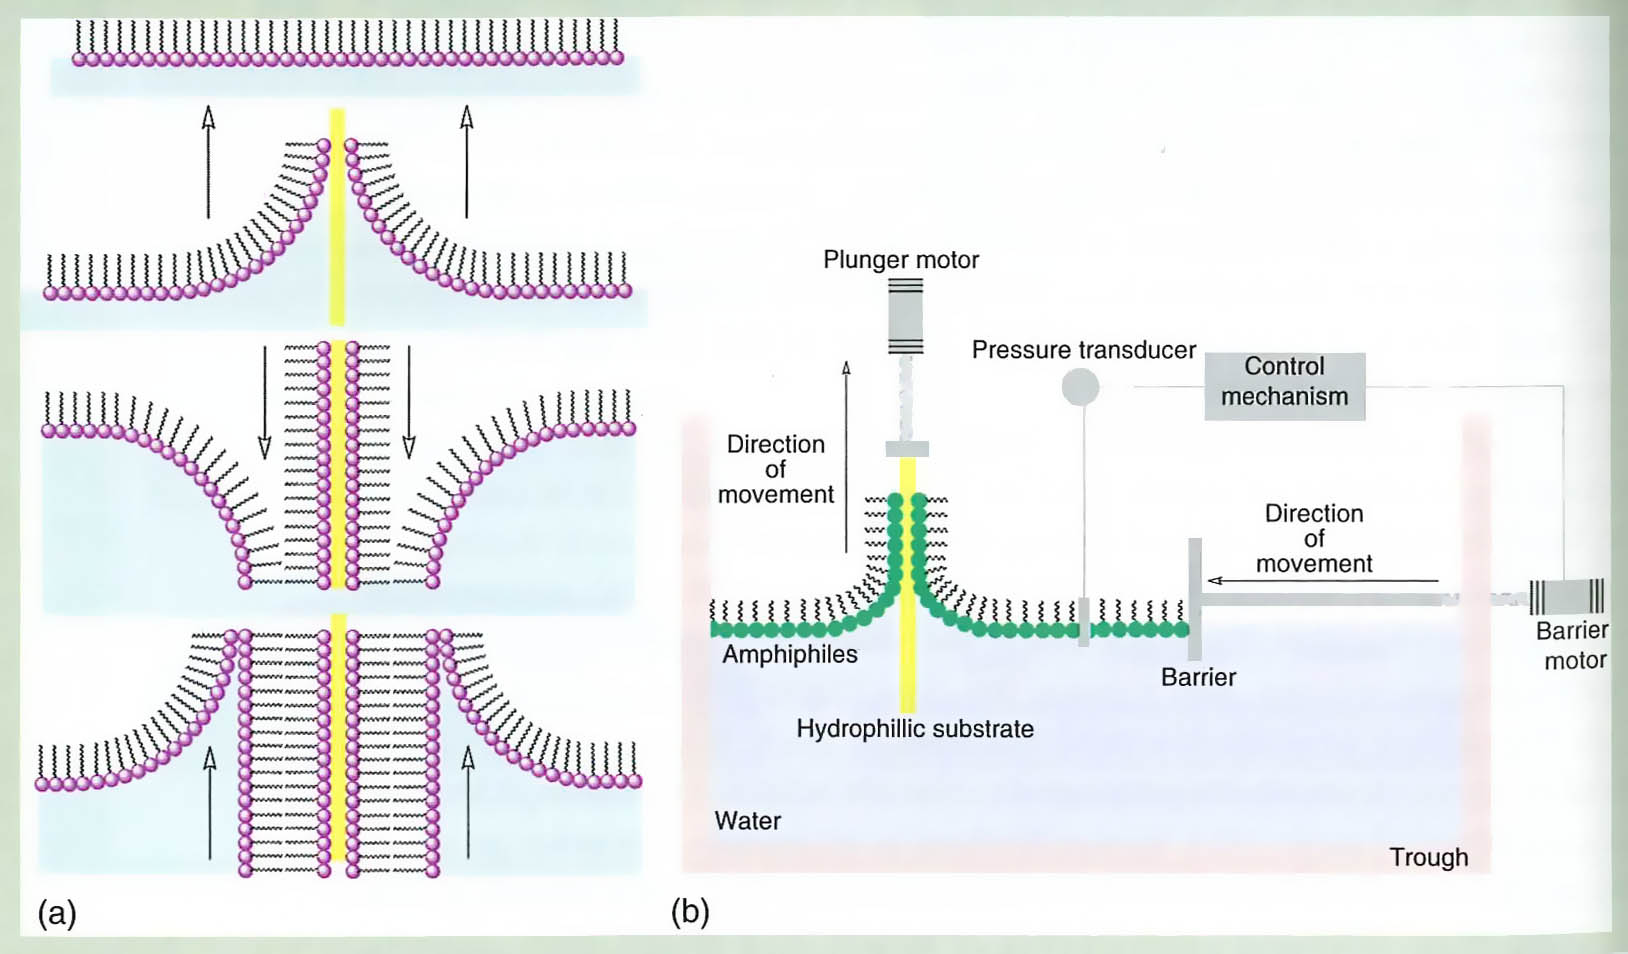 Plunger motor
Pressure transducer
Control
mechanism
Direction
of
movement
Direction
of
movement
Amphiphiles
Barrier
Barrier
motor
Hydrophillic substrate
Water
Trough
(a)
(b)